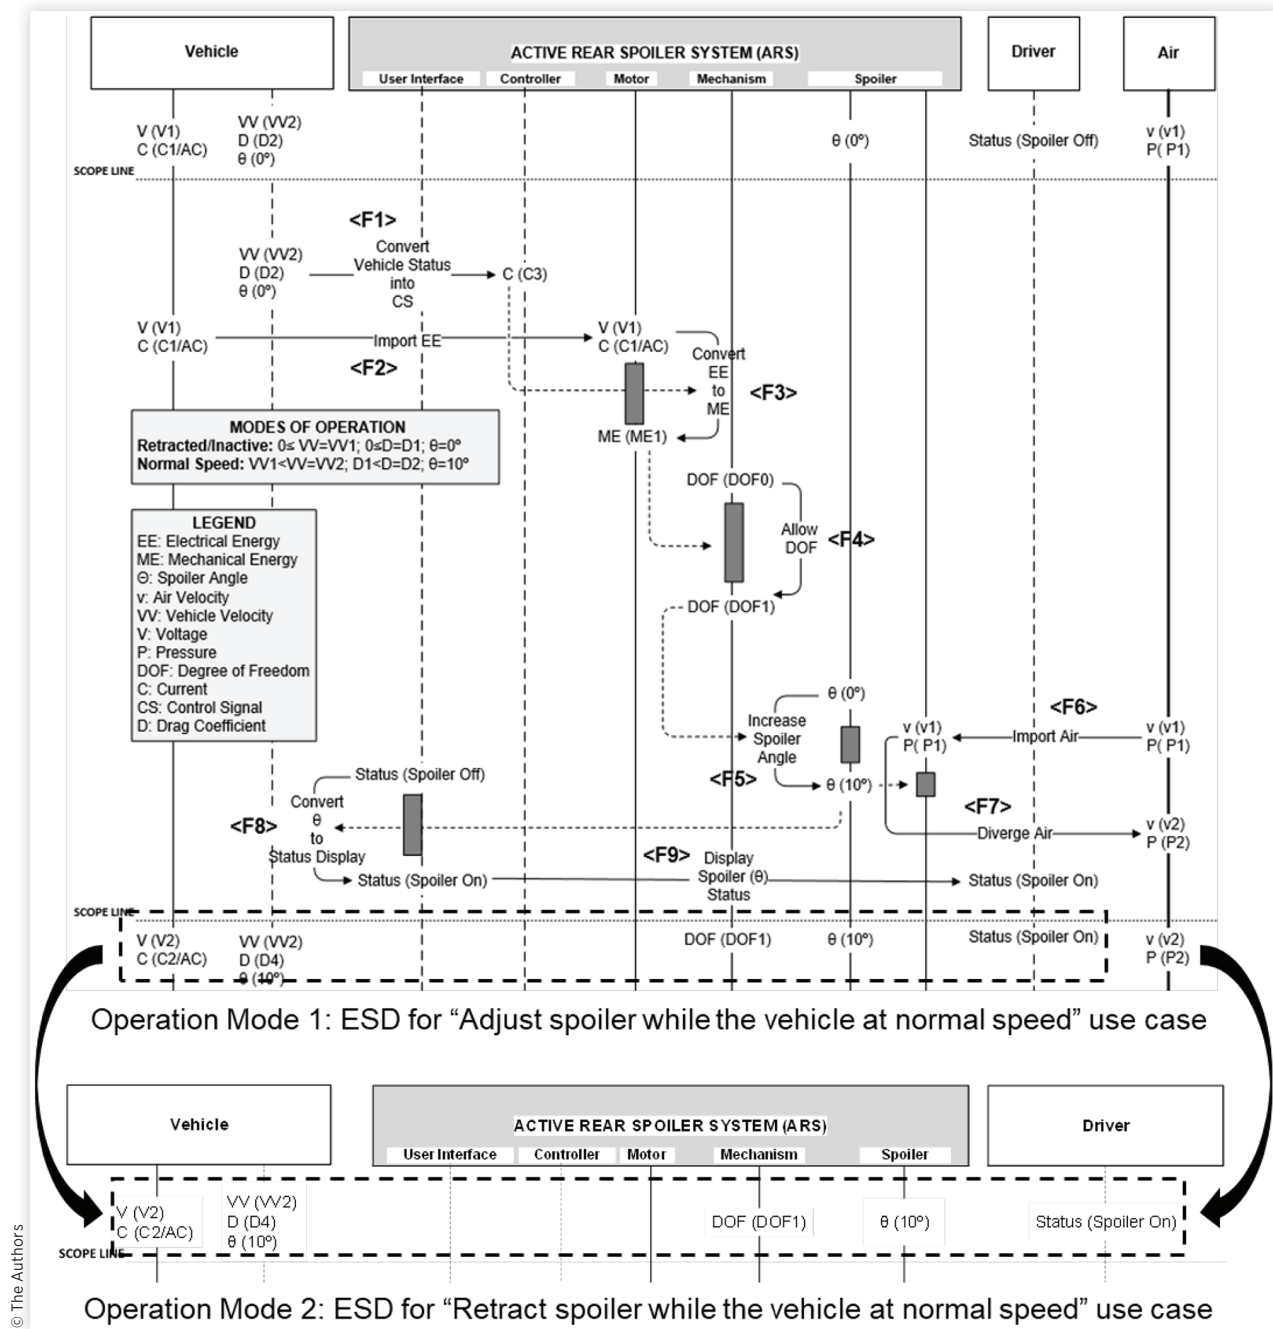 Vehicle
ACTIVE REAR SPOILER SYSTEM (ARS)
Driver
Air
User Interface
Controller
Motor
Mechanism
Spoiler
V (V1)
C (C1/AC)
VV (VV2)
D (D2)
θ (0º)
θ (0º)
Status (Spoiler Off)
v (v1)
P( P1)
SCOPE LINE
<F1>
Convert
Vehicle Status
into
CS
VV (VV2)
D (D2)
θ (0º)
C (C3)
V (V1)
C (C1/AC)
Import EE
<F2>
V (V1)
C (C1/AC)
Convert
EE
to
ME
<F3>
ME (ME1)
MODES OF OPERATION
Retracted/Inactive: 0≤ VV=VV1; 0≤D=D1; θ=0º
Normal Speed: VV1<VV=VV2; D1<D=D2; θ=10º
DOF (DOF0)
Allow
DOF
<F4>
DOF (DOF1)
LEGEND
EE: Electrical Energy
ME: Mechanical Energy
Θ: Spoiler Angle
v: Air Velocity
VV: Vehicle Velocity
V: Voltage
P: Pressure
DOF: Degree of Freedom
C: Current
CS: Control Signal
D: Drag Coefficient
θ (0º)
Increase
Spoiler
Angle
<F5>
θ (10º)
v (v1)
P( P1)
<F6>
Import Air
v (v1)
P( P1)
<F7>
Diverge Air
v (v2)
P (P2)
Status (Spoiler Off)
Convert
θ
to
Status Display
<F8>
Status (Spoiler On)
<F9>
Display
Spoiler (θ)
Status
Status (Spoiler On)
SCOPE LINE
V (V2)
C (C2/AC)
VV (VV2)
D (D4)
θ (10º)
DOF (DOF1)
θ (10º)
Status (Spoiler On)
v (v2)
P (P2)
Operation Mode 1: ESD for “Adjust spoiler while the vehicle at normal speed” use case
Vehicle
ACTIVE REAR SPOILER SYSTEM (ARS)
Driver
User Interface
Controller
Motor
Mechanism
Spoiler
V (V2)
C (C2/AC)
VV (VV2)
D (D4)
θ (10º)
DOF (DOF1)
θ (10º)
Status (Spoiler On)
SCOPE LINE
Operation Mode 2: ESD for “Retract spoiler while the vehicle at normal speed” use case
© The Authors